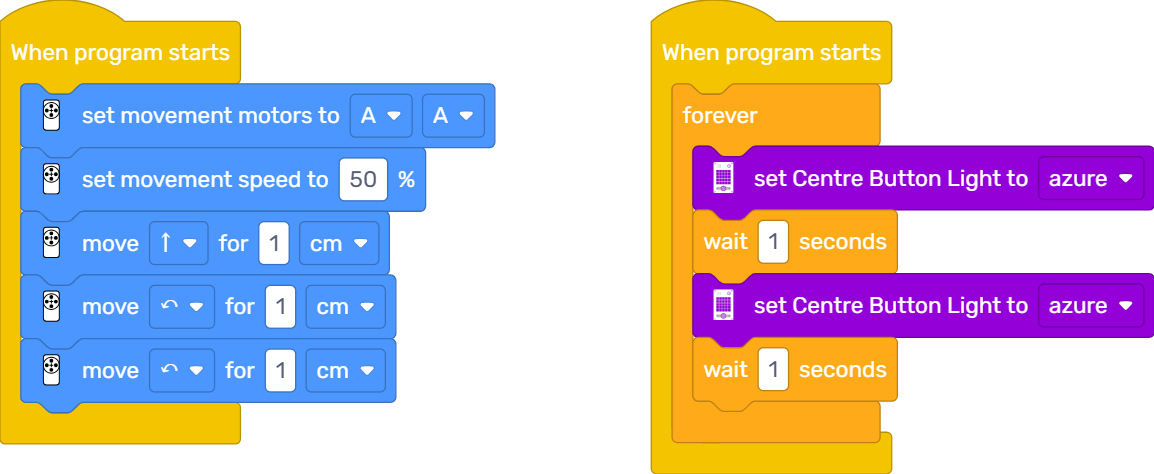 When program starts
set movement motors to A A
set movement speed to 50 %
move ↑ for 1 cm
move ↶ for 1 cm
move ↶ for 1 cm
When program starts
forever
set Centre Button Light to azure
wait 1 seconds
set Centre Button Light to azure
wait 1 seconds